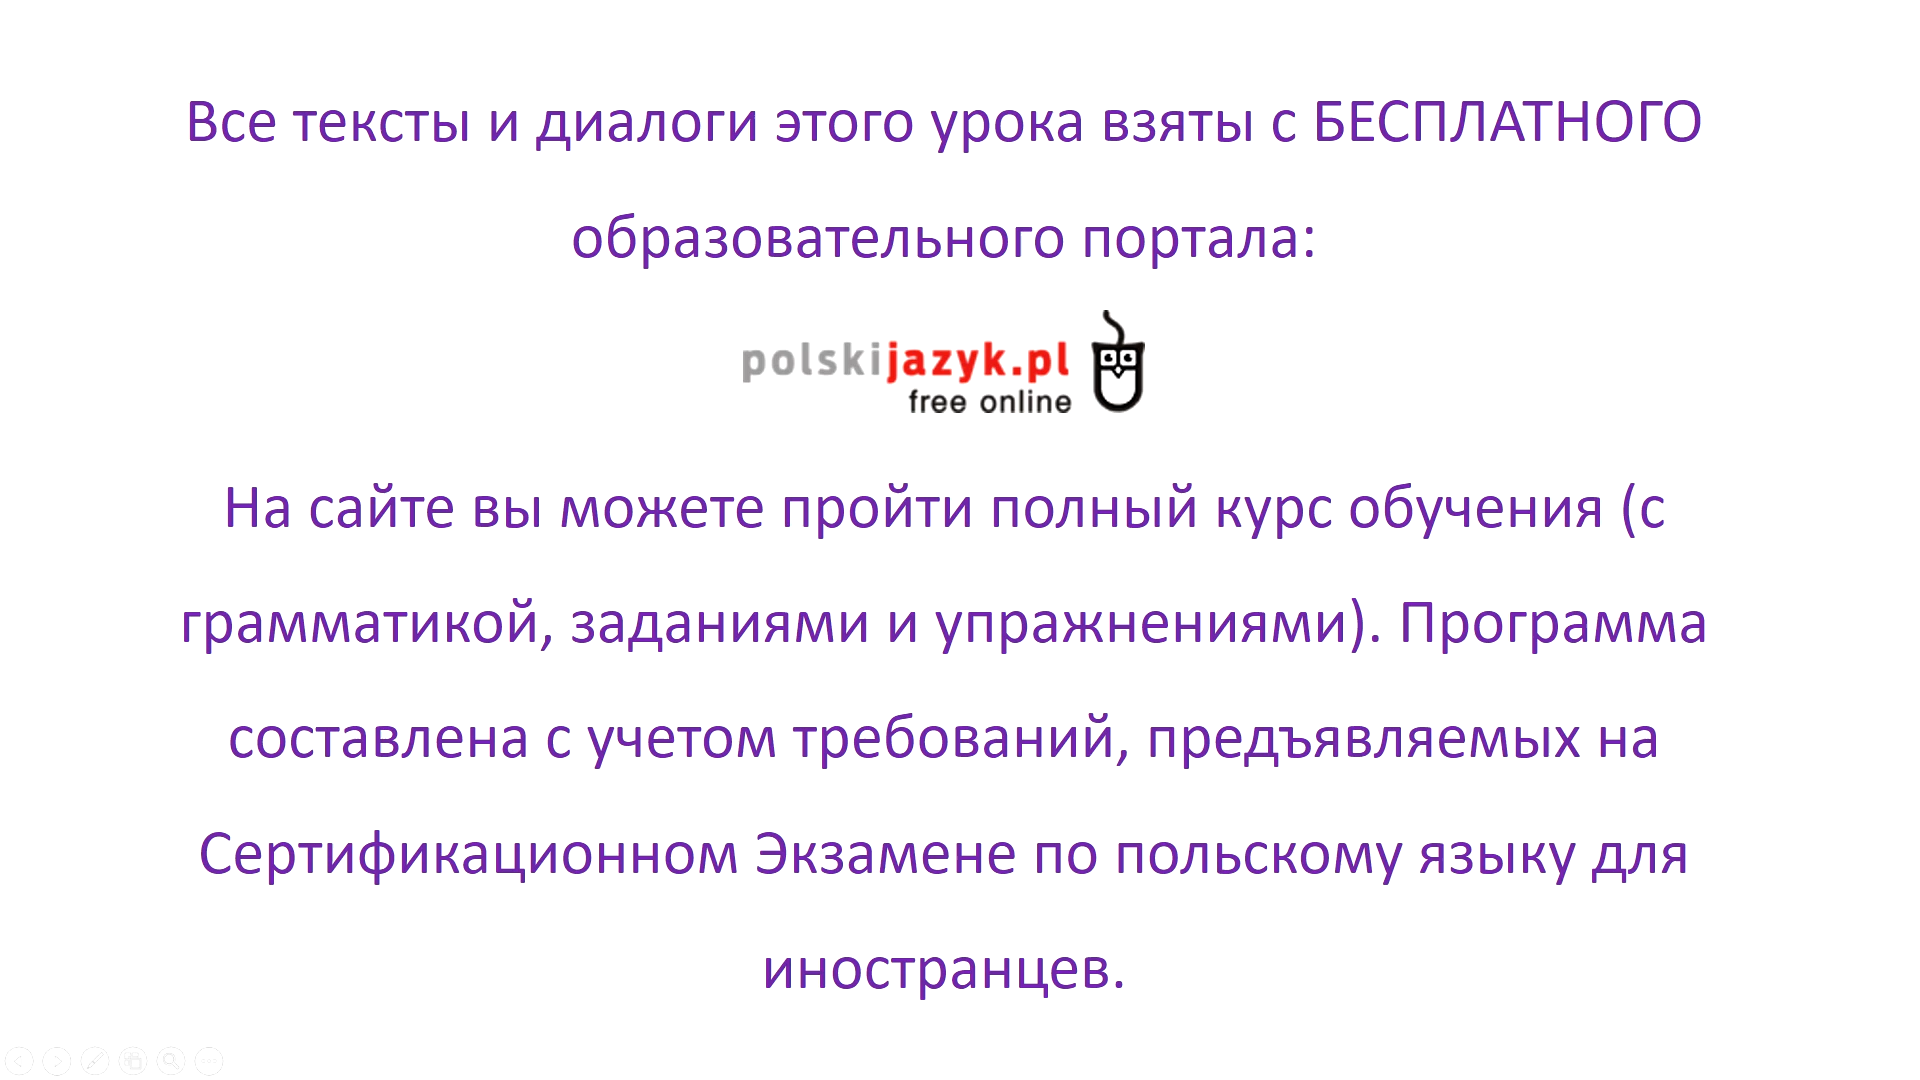 Все тексты и диалоги этого урока взяты с БЕСПЛАТНОГО
образовательного портала:
polskijazyk.pl
free online
На сайте вы можете пройти полный курс обучения (с
грамматикой, заданиями и упражнениями). Программа
составлена с учетом требований, предъявляемых на
Сертификационном Экзамене по польскому языку для
иностранцев.